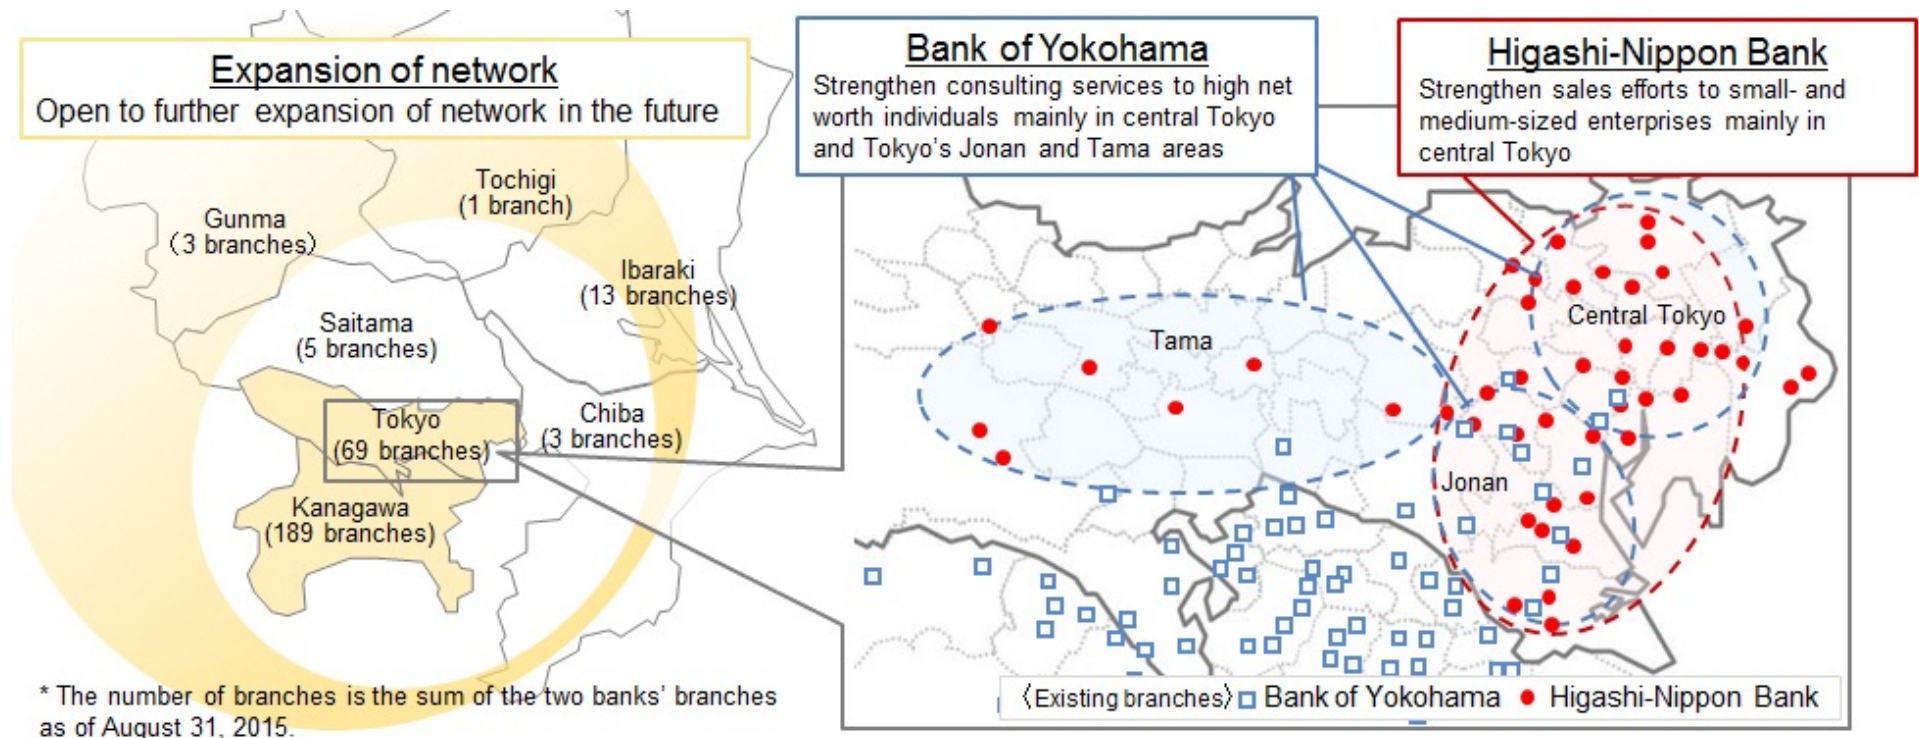 Expansion of network
Open to further expansion of network in the future
Bank of Yokohama
Strengthen consulting services to high net
worth individuals mainly in central Tokyo
and Tokyo's Jonan and Tama areas
Higashi-Nippon Bank
Strengthen sales efforts to small- and
medium-sized enterprises mainly in
central Tokyo
Tochigi
(1 branch)
Gunma
(3 branches)
Ibaraki
(13 branches)
Saitama
(5 branches)
Tokyo
(69 branches)
Chiba
(3 branches)
Kanagawa
(189 branches)
Central Tokyo
Tama
Jonan
〈Existing branches〉 Bank of Yokohama Higashi-Nippon Bank
* The number of branches is the sum of the two banks' branches
as of August 31, 2015.